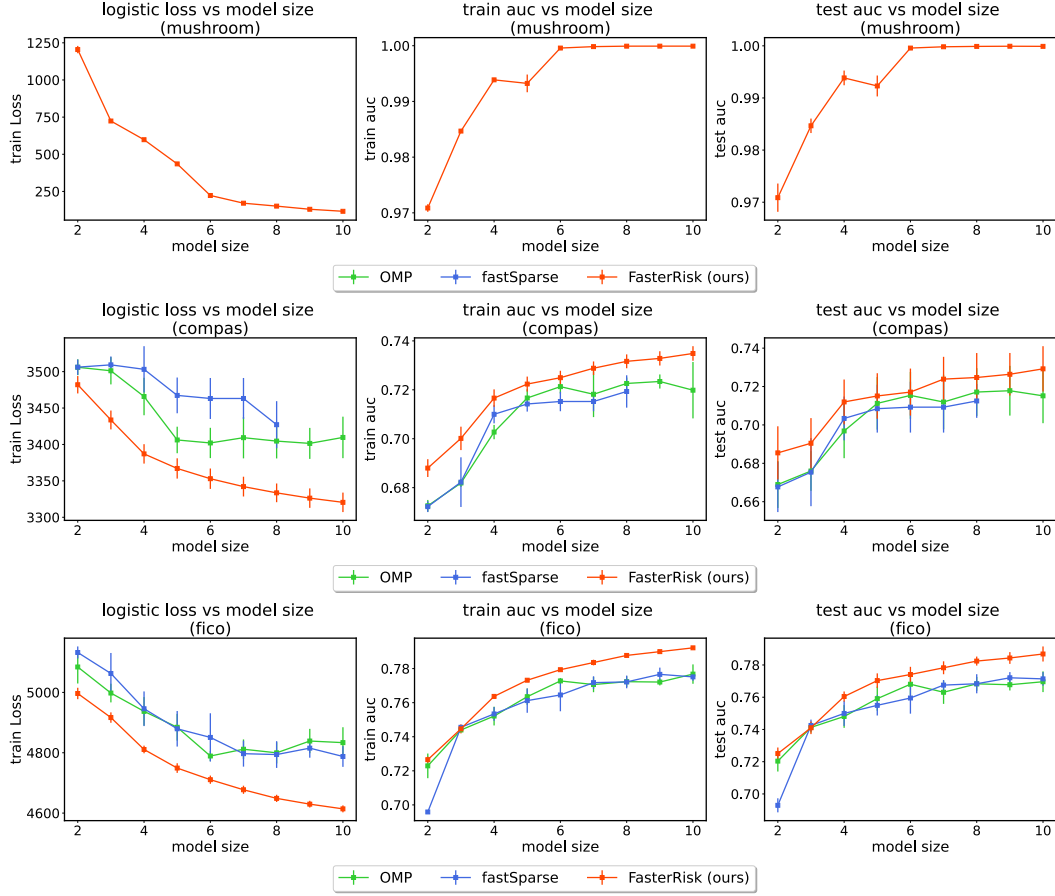 logistic loss vs model size
(mushroom)
train auc vs model size
(mushroom)
test auc vs model size
(mushroom)
1250
1000
750
500
250
train Loss
2 4 6 8 10
model size
1.00
0.99
0.98
0.97
train auc
2 4 6 8 10
model size
1.00
0.99
0.98
0.97
test auc
2 4 6 8 10
model size
OMP fastSparse FasterRisk (ours)
logistic loss vs model size
(compas)
train auc vs model size
(compas)
test auc vs model size
(compas)
3500
3450
3400
3350
3300
train Loss
2 4 6 8 10
model size
0.74
0.72
0.70
0.68
train auc
2 4 6 8 10
model size
0.74
0.72
0.70
0.68
0.66
test auc
2 4 6 8 10
model size
OMP fastSparse FasterRisk (ours)
logistic loss vs model size
(fico)
train auc vs model size
(fico)
test auc vs model size
(fico)
5000
4800
4600
train Loss
2 4 6 8 10
model size
0.78
0.76
0.74
0.72
0.70
train auc
2 4 6 8 10
model size
0.78
0.76
0.74
0.72
0.70
test auc
2 4 6 8 10
model size
OMP fastSparse FasterRisk (ours)